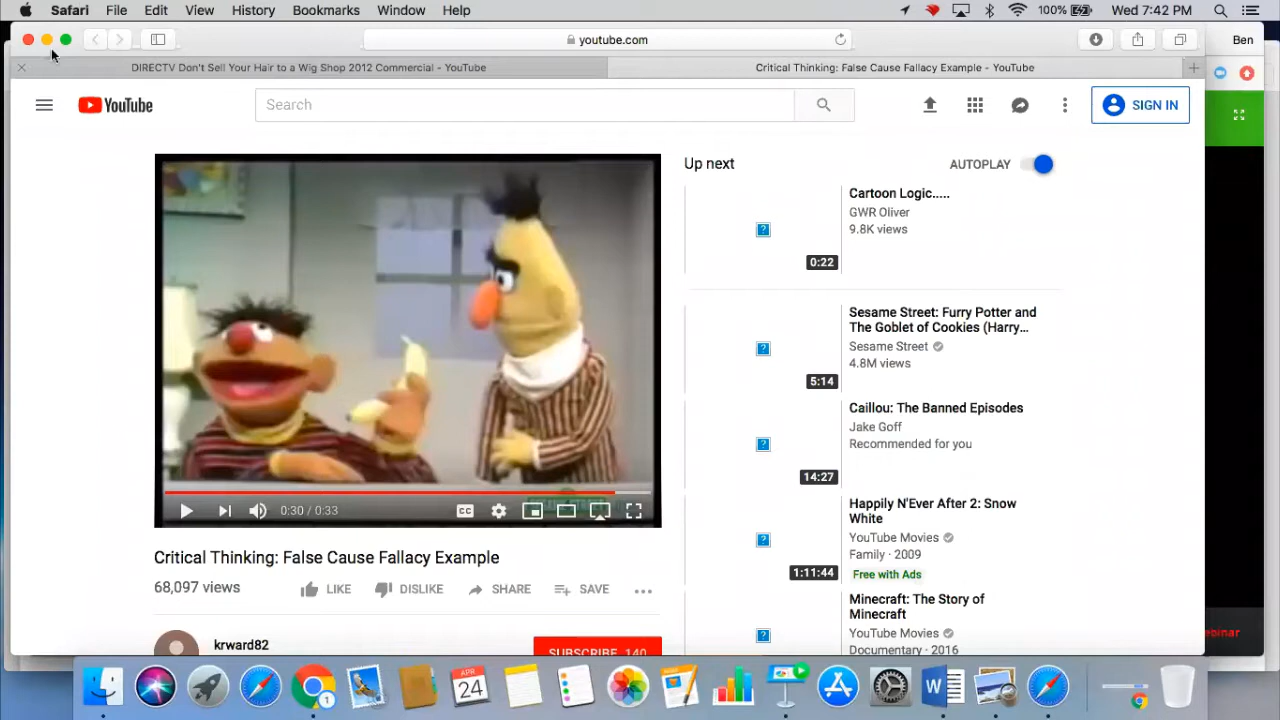 Safari File Edit View History Bookmarks Window Help
100% Wed 7:42 PM
youtube.com
Ben
DIRECTV Don't Sell Your Hair to a Wig Shop 2012 Commercial - YouTube
Critical Thinking: False Cause Fallacy Example - YouTube
YouTube
Search
SIGN IN
Up next
AUTOPLAY
Cartoon Logic.....
GWR Oliver
9.8K views
0:22
Sesame Street: Furry Potter and
The Goblet of Cookies (Harry...
Sesame Street
4.8M views
5:14
Caillou: The Banned Episodes
Jake Goff
Recommended for you
14:27
Happily N'Ever After 2: Snow
White
YouTube Movies
Family · 2009
Free with Ads
1:11:44
Minecraft: The Story of
Minecraft
YouTube Movies
Documentary · 2016
CC
0:30 / 0:33
Critical Thinking: False Cause Fallacy Example
68,097 views
LIKE
DISLIKE
SHARE
SAVE
krward82
SUBSCRIBE 140
ebinar
APR
24
1
W